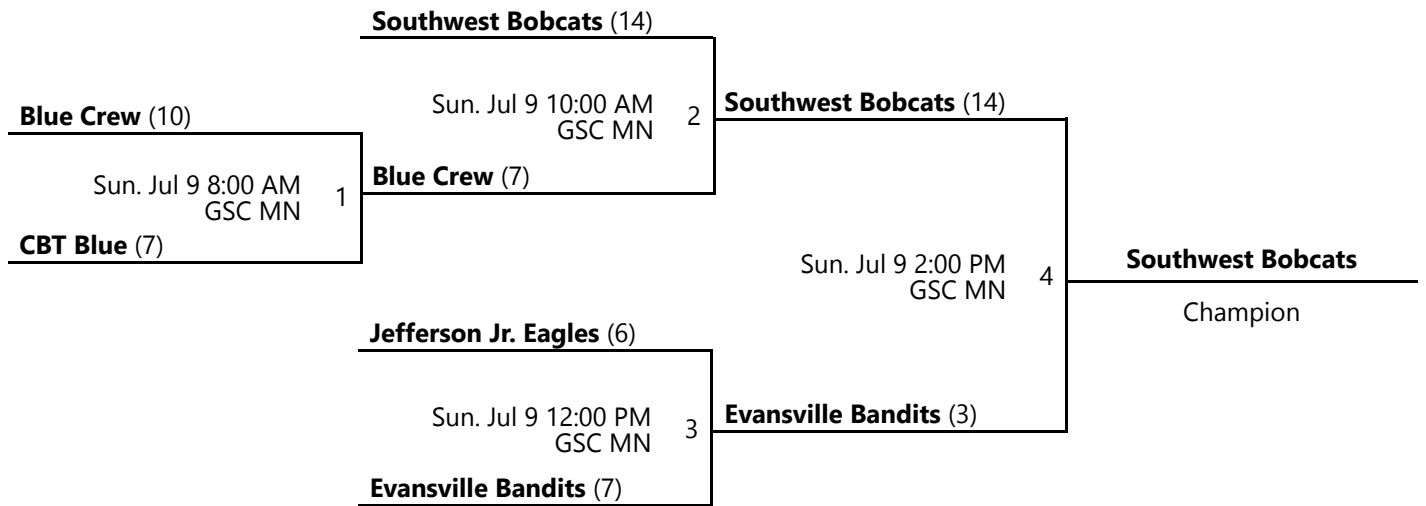 Southwest Bobcats (14)
Blue Crew (10)
Sun. Jul 9 10:00 AM
GSC MN
2
Southwest Bobcats (14)
Sun. Jul 9 8:00 AM
GSC MN
1
Blue Crew (7)
CBT Blue (7)
Sun. Jul 9 2:00 PM
GSC MN
4
Southwest Bobcats
Champion
Jefferson Jr. Eagles (6)
Sun. Jul 9 12:00 PM
GSC MN
3
Evansville Bandits (3)
Evansville Bandits (7)